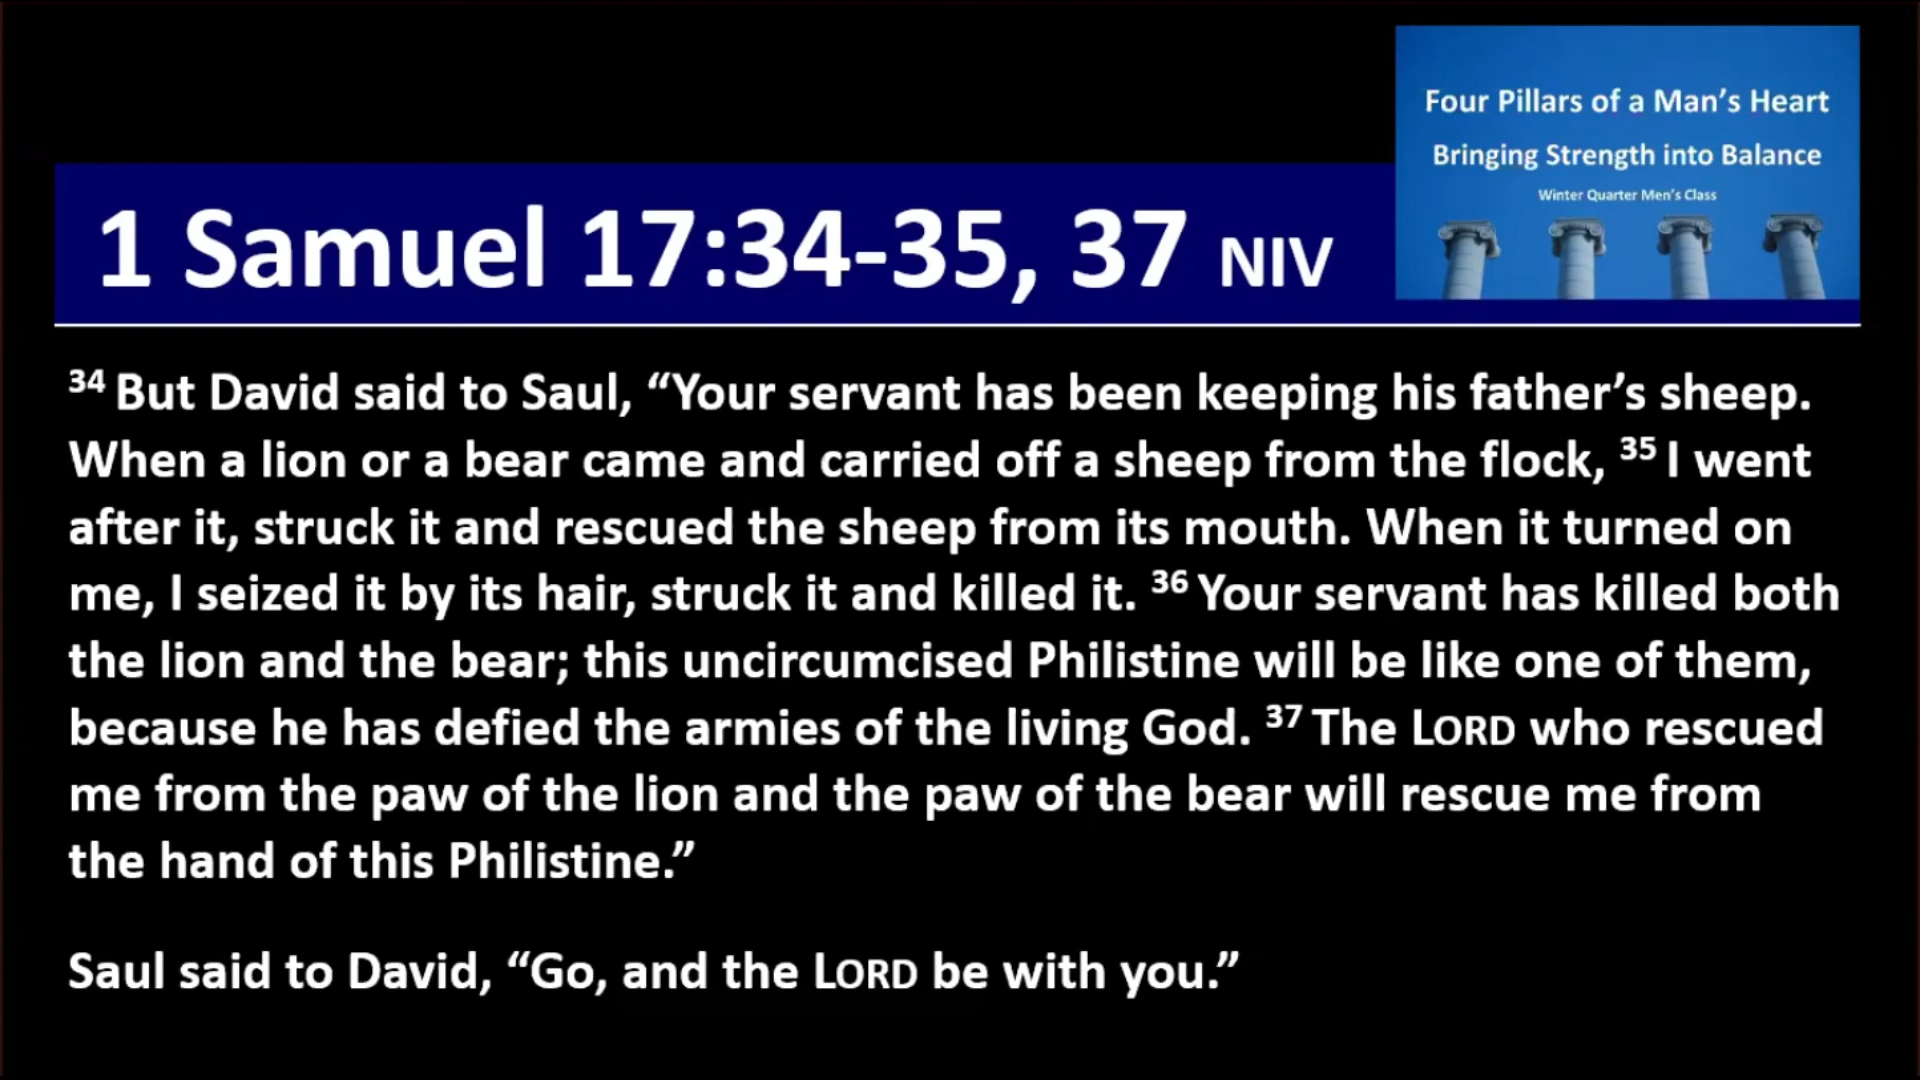 Four Pillars of a Man’s Heart
Bringing Strength into Balance
Winter Quarter Men’s Class
1 Samuel 17:34-35, 37 NIV
34 But David said to Saul, “Your servant has been keeping his father’s sheep.
When a lion or a bear came and carried off a sheep from the flock, 35 I went
after it, struck it and rescued the sheep from its mouth. When it turned on
me, I seized it by its hair, struck it and killed it. 36 Your servant has killed both
the lion and the bear; this uncircumcised Philistine will be like one of them,
because he has defied the armies of the living God. 37 The LORD who rescued
me from the paw of the lion and the paw of the bear will rescue me from
the hand of this Philistine.”
Saul said to David, “Go, and the LORD be with you.”